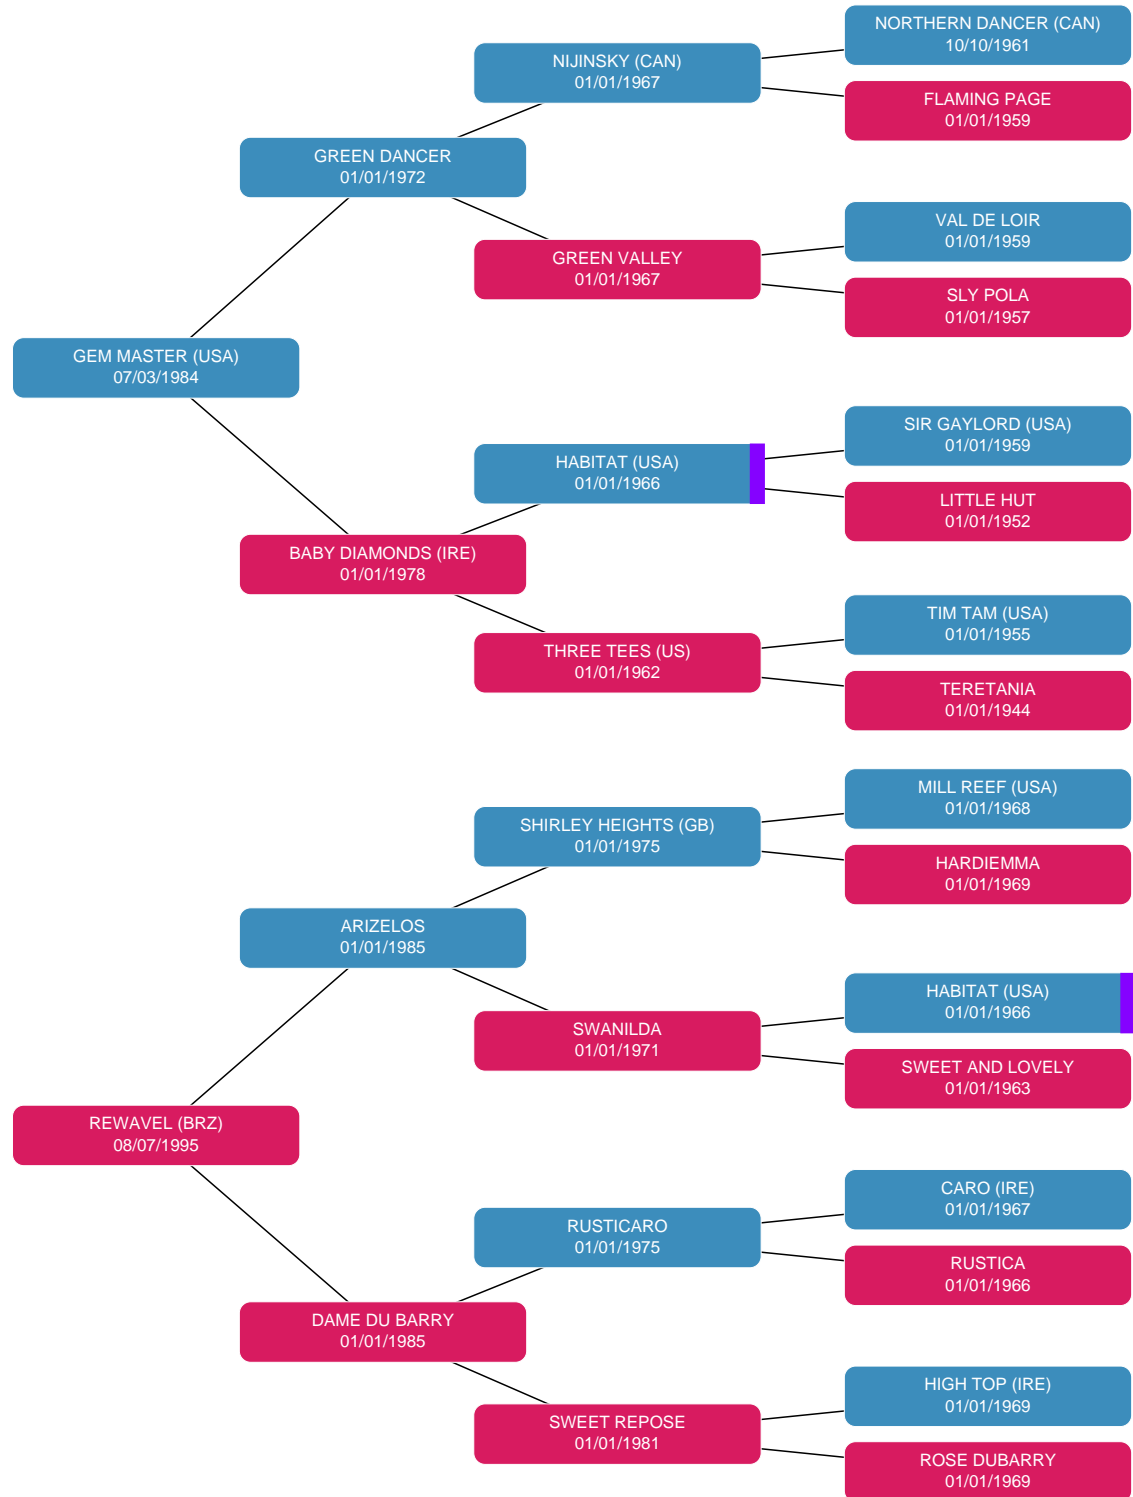 NORTHERN DANCER (CAN)
10/10/1961
NIJINSKY (CAN)
01/01/1967
FLAMING PAGE
01/01/1959
GREEN DANCER
01/01/1972
VAL DE LOIR
01/01/1959
GREEN VALLEY
01/01/1967
SLY POLA
01/01/1957
GEM MASTER (USA)
07/03/1984
SIR GAYLORD (USA)
01/01/1959
HABITAT (USA)
01/01/1966
LITTLE HUT
01/01/1952
BABY DIAMONDS (IRE)
01/01/1978
TIM TAM (USA)
01/01/1955
THREE TEES (US)
01/01/1962
TERETANIA
01/01/1944
MILL REEF (USA)
01/01/1968
SHIRLEY HEIGHTS (GB)
01/01/1975
HARDIEMMA
01/01/1969
ARIZELOS
01/01/1985
HABITAT (USA)
01/01/1966
SWANILDA
01/01/1971
SWEET AND LOVELY
01/01/1963
REWAVEL (BRZ)
08/07/1995
CARO (IRE)
01/01/1967
RUSTICARO
01/01/1975
RUSTICA
01/01/1966
DAME DU BARRY
01/01/1985
HIGH TOP (IRE)
01/01/1969
SWEET REPOSE
01/01/1981
ROSE DUBARRY
01/01/1969